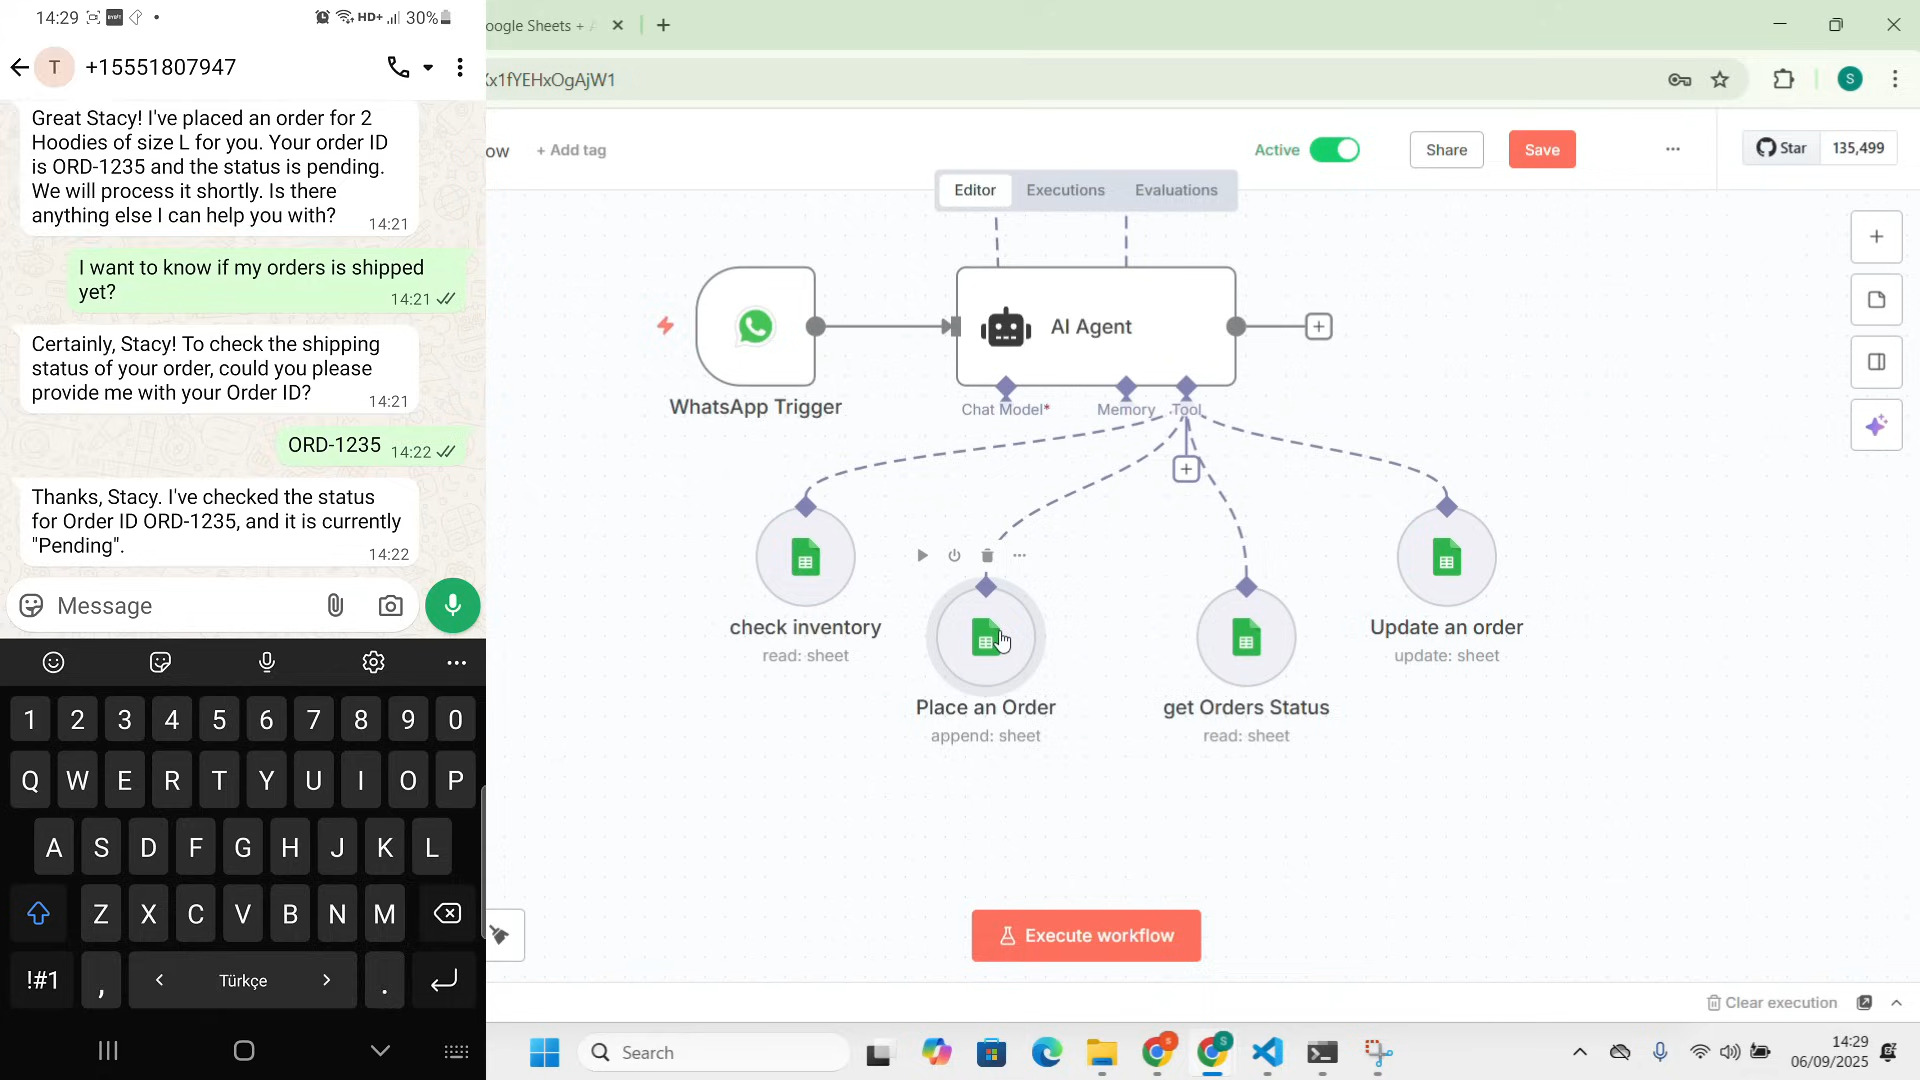 14:29
HD+
30%
T
+15551807947
Great Stacy! I've placed an order for 2
Hoodies of size L for you. Your order ID
is ORD-1235 and the status is pending.
We will process it shortly. Is there
anything else I can help you with?
14:21
I want to know if my orders is shipped
yet?
14:21
Certainly, Stacy! To check the shipping
status of your order, could you please
provide me with your Order ID?
14:21
ORD-1235
14:22
Thanks, Stacy. I've checked the status
for Order ID ORD-1235, and it is currently
"Pending".
14:22
Message
1 2 3 4 5 6 7 8 9 0
Q W E R T Y U I O P
A S D F G H J K L
Z X C V B N M
!#1 , < Türkçe > .
oogle Sheets +
x1fYEHxOgAjW1
S
ow
+ Add tag
Active
Share
Save
Star
135,499
Editor
Executions
Evaluations
AI Agent
WhatsApp Trigger
Chat Model*
Memory
Tool
check inventory
read: sheet
Place an Order
append: sheet
get Orders Status
read: sheet
Update an order
update: sheet
Execute workflow
Clear execution
Search
14:29
06/09/2025